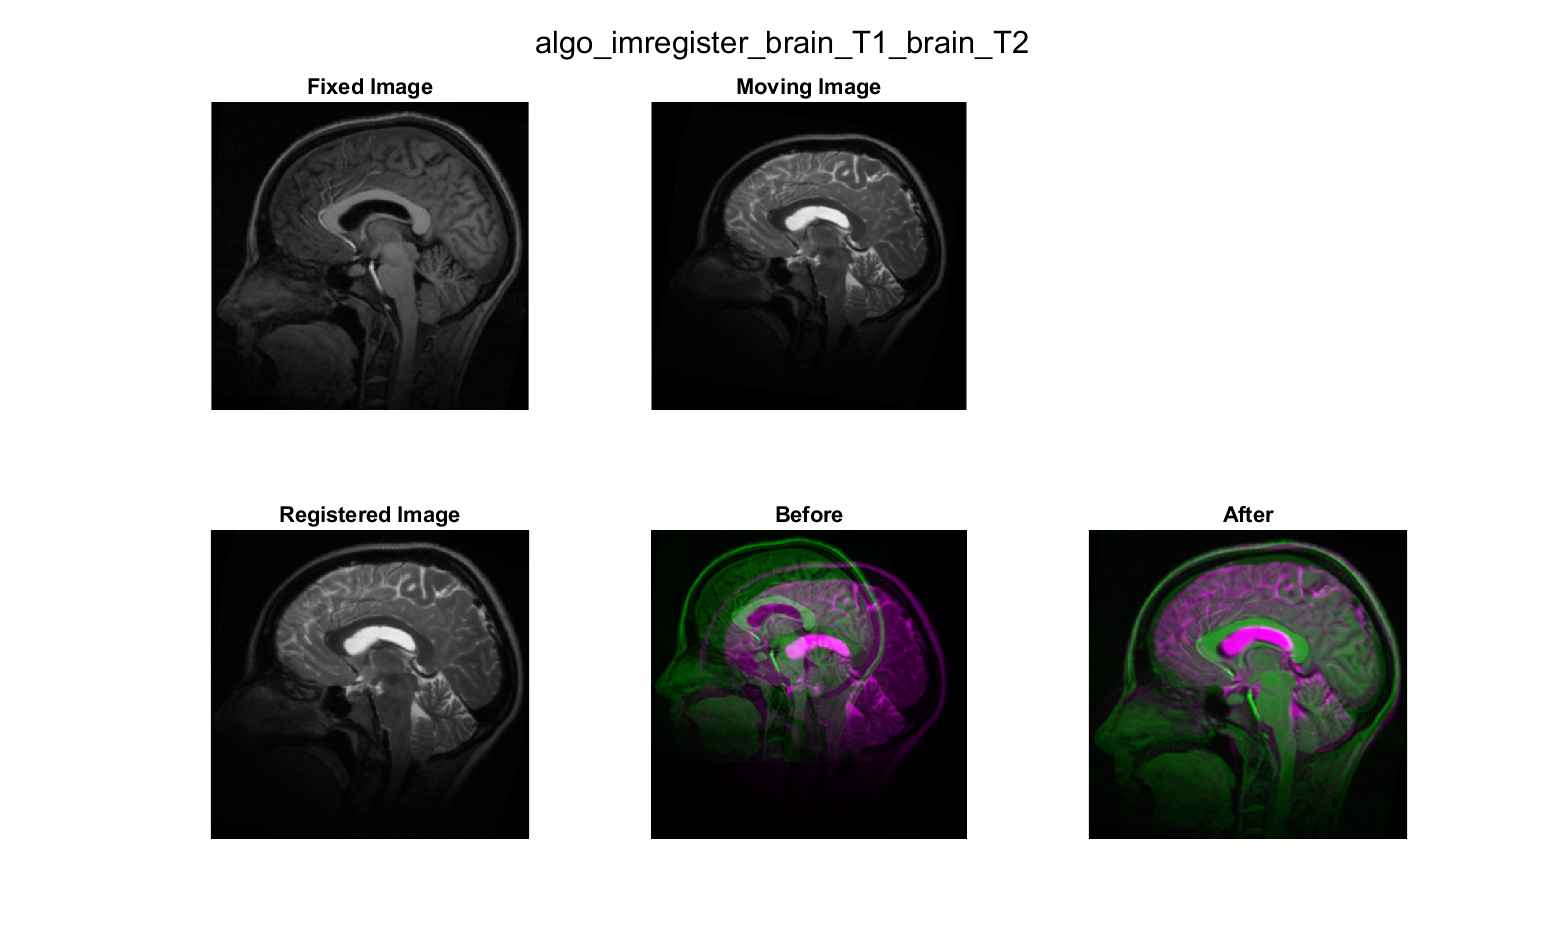 algo_imregister_brain_T1_brain_T2
Fixed Image
Moving Image
Registered Image
Before
After